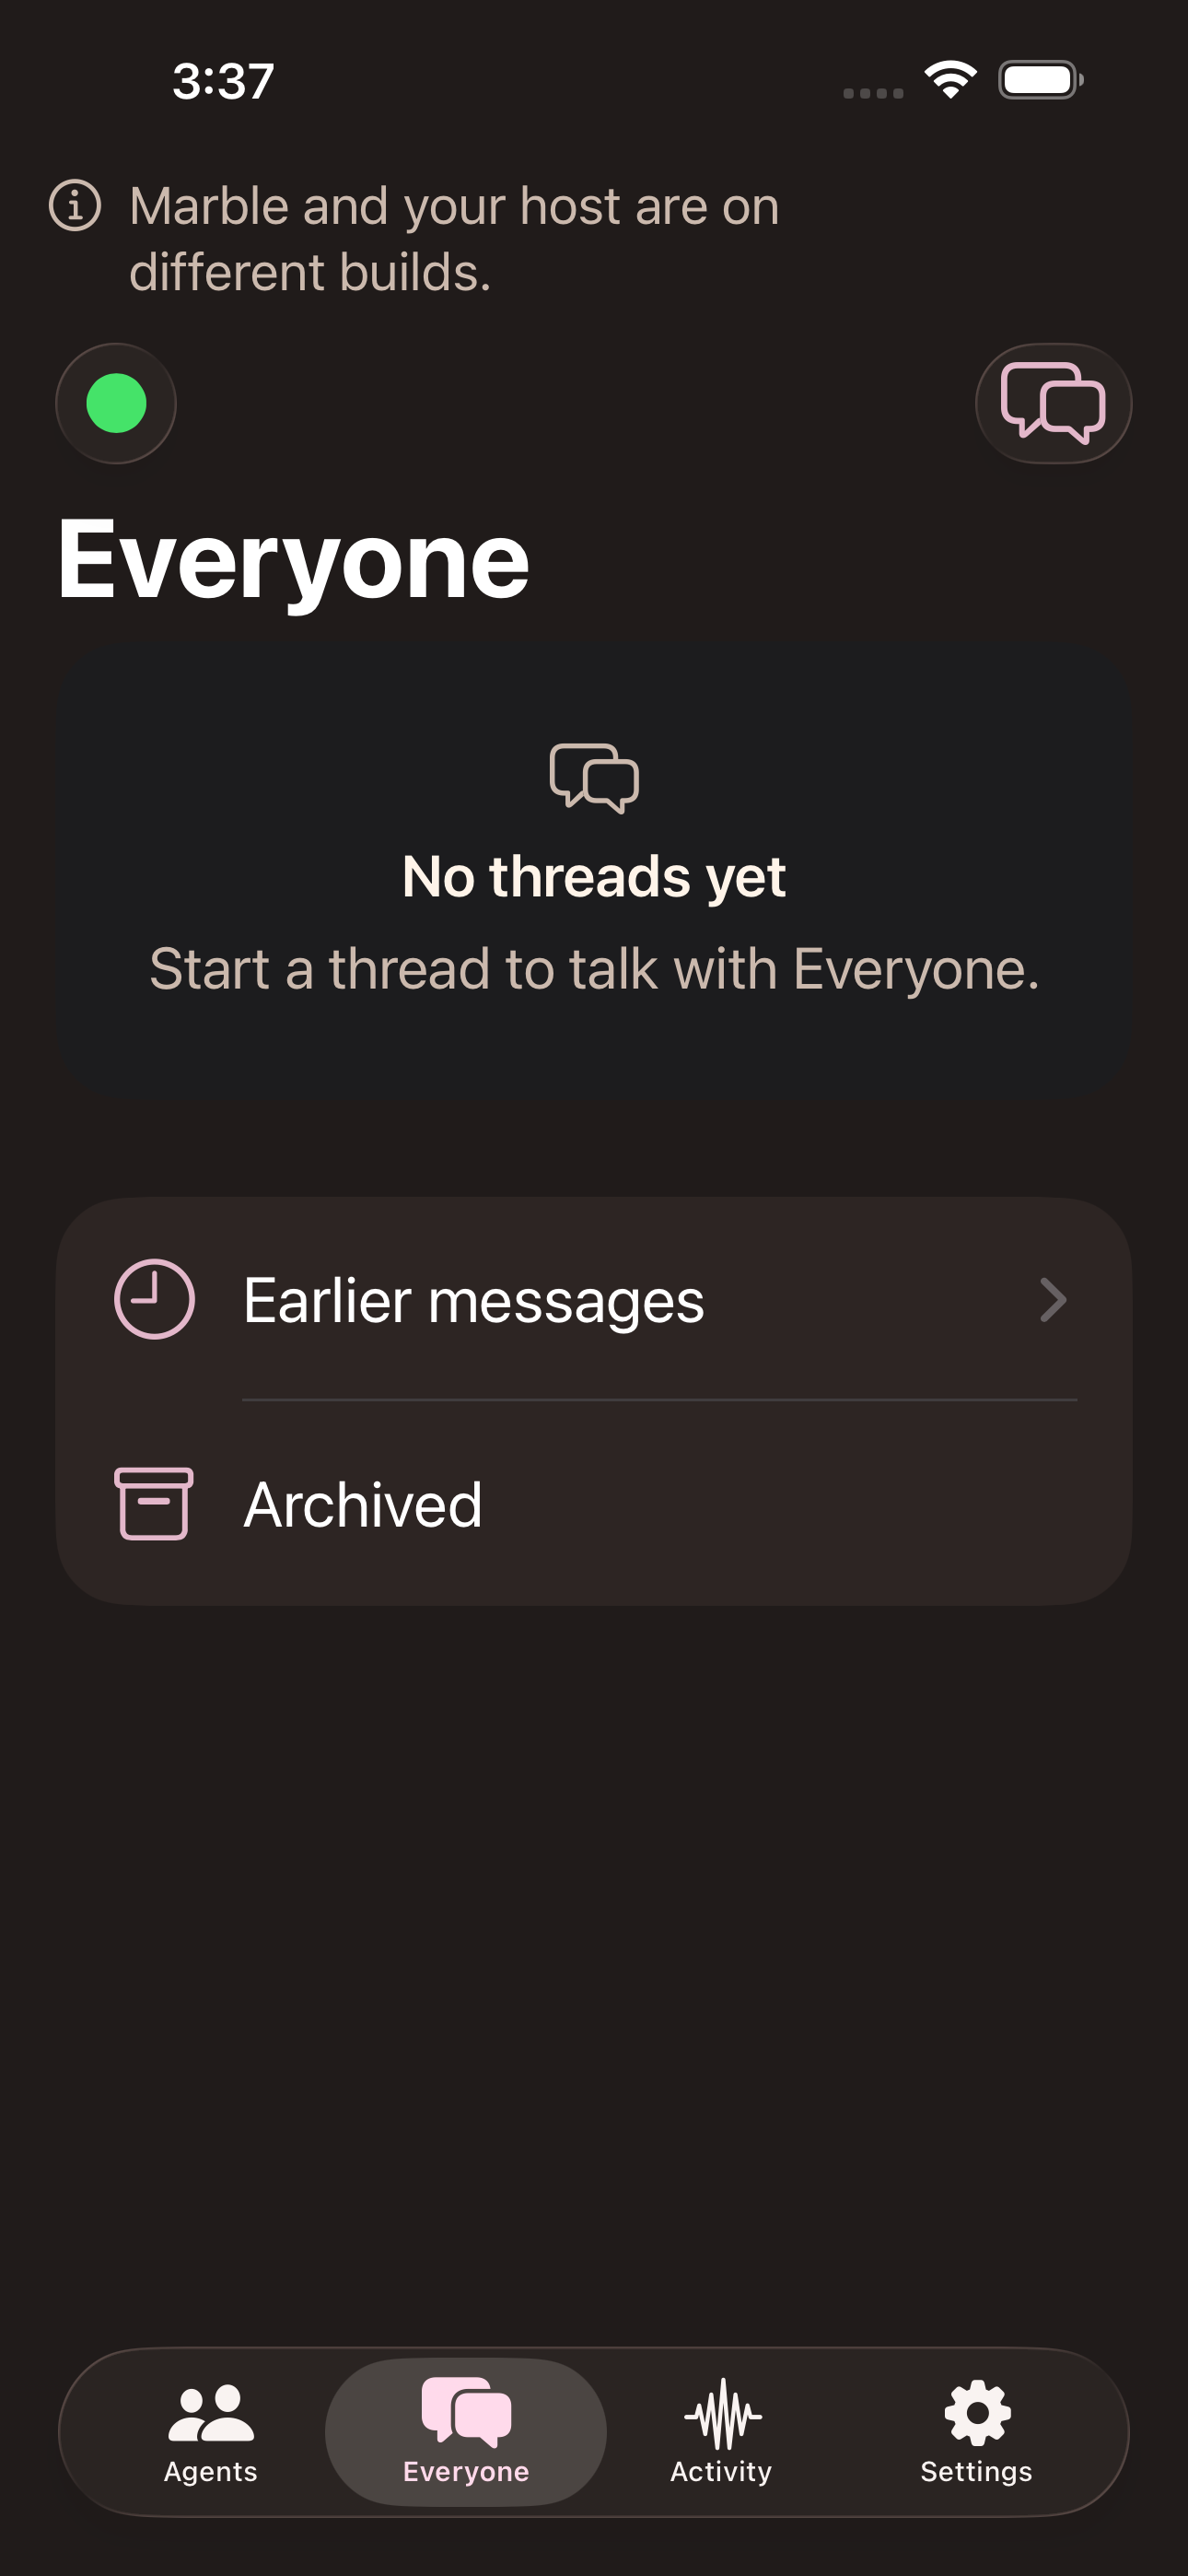 3:37
Marble and your host are on
different builds.
Everyone
No threads yet
Start a thread to talk with Everyone.
Earlier messages
Archived
Agents
Everyone
Activity
Settings